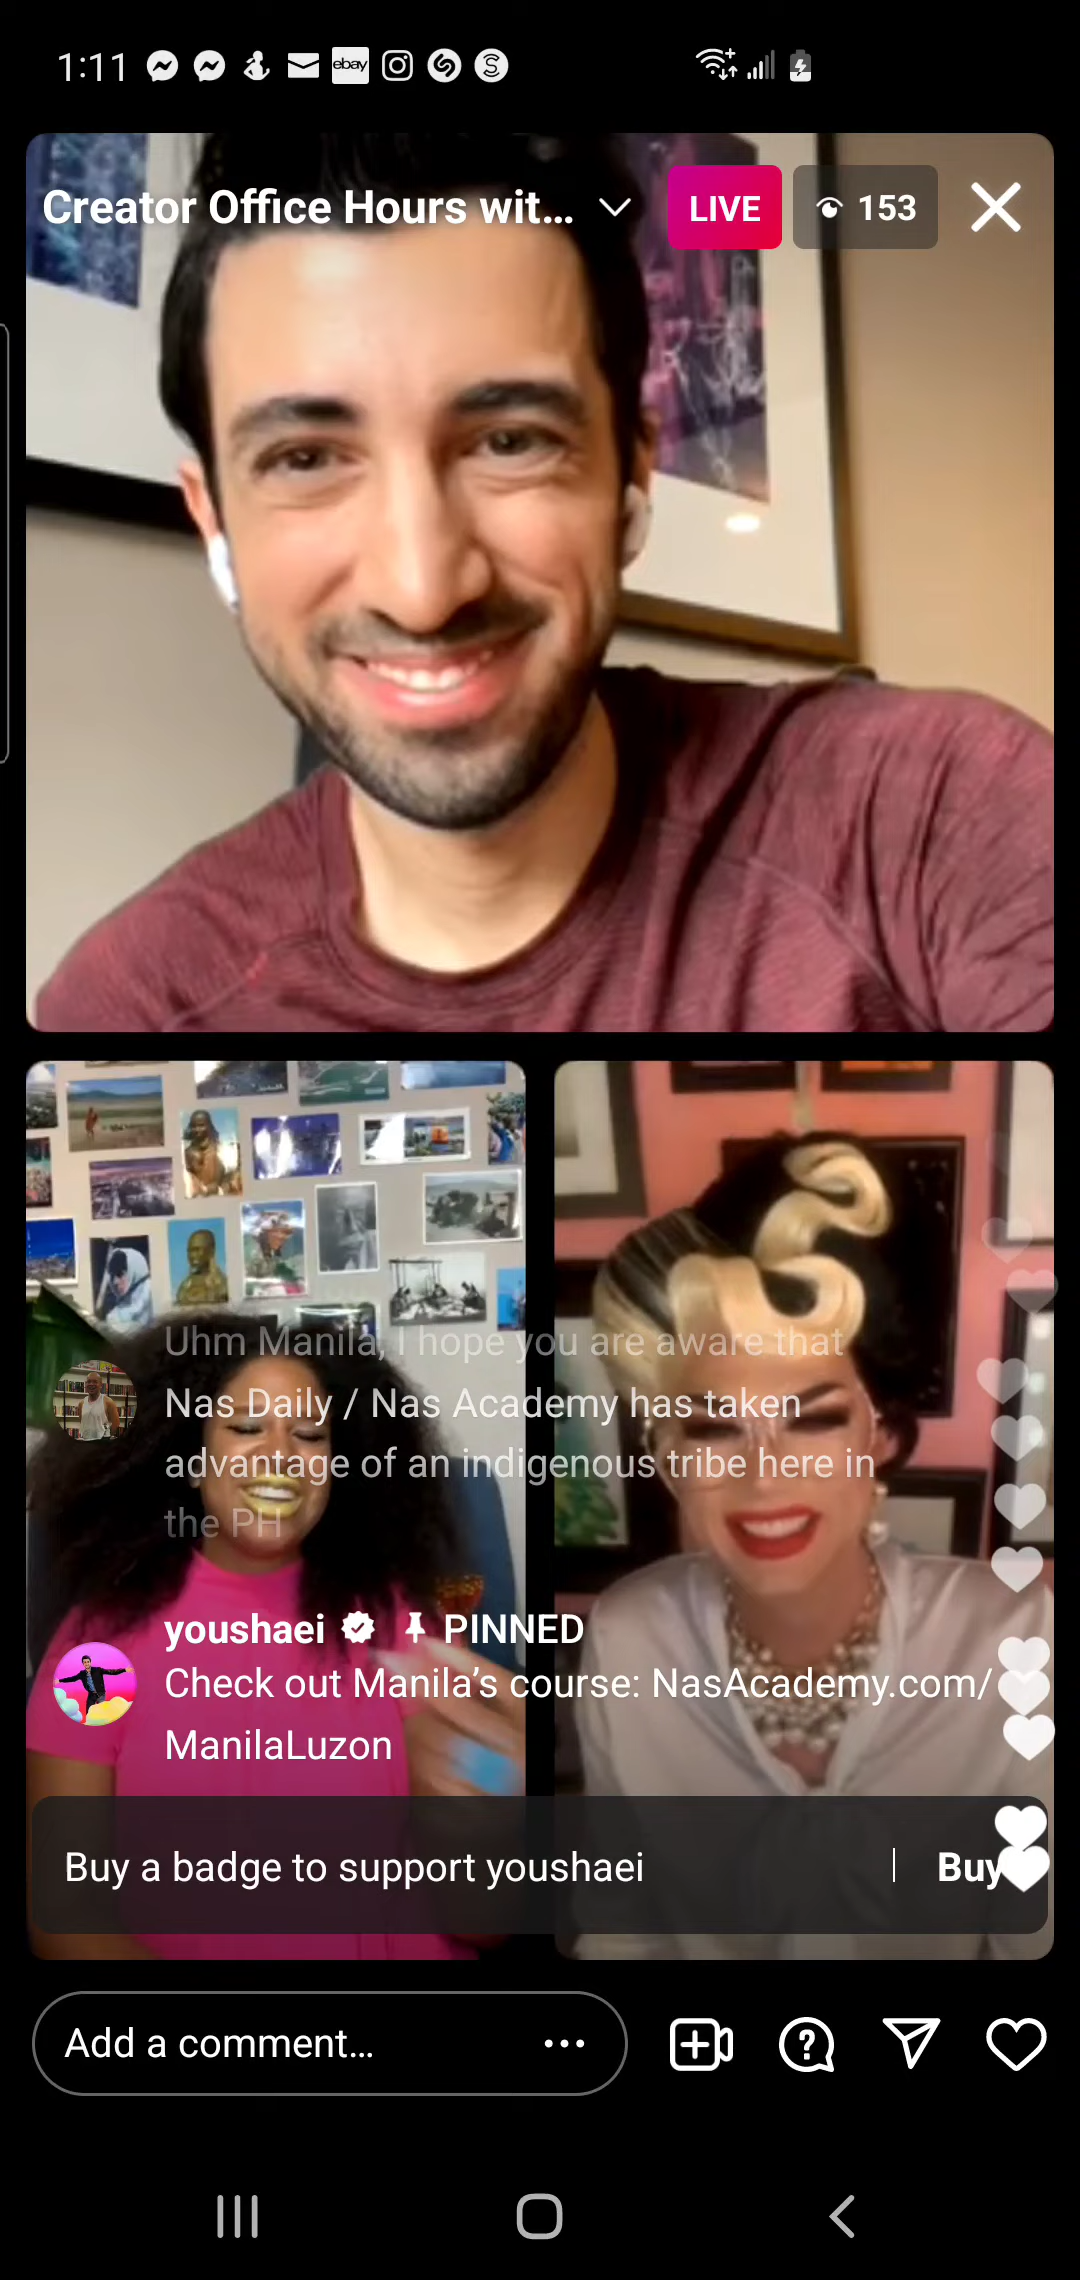 1:11
ebay
Creator Office Hours wit...
LIVE
153
Uhm Manila, I hope you are aware that
Nas Daily / Nas Academy has taken
advantage of an indigenous tribe here in
the PH
youshaei PINNED
Check out Manila’s course: NasAcademy.com/
ManilaLuzon
Buy a badge to support youshaei
Buy
Add a comment...